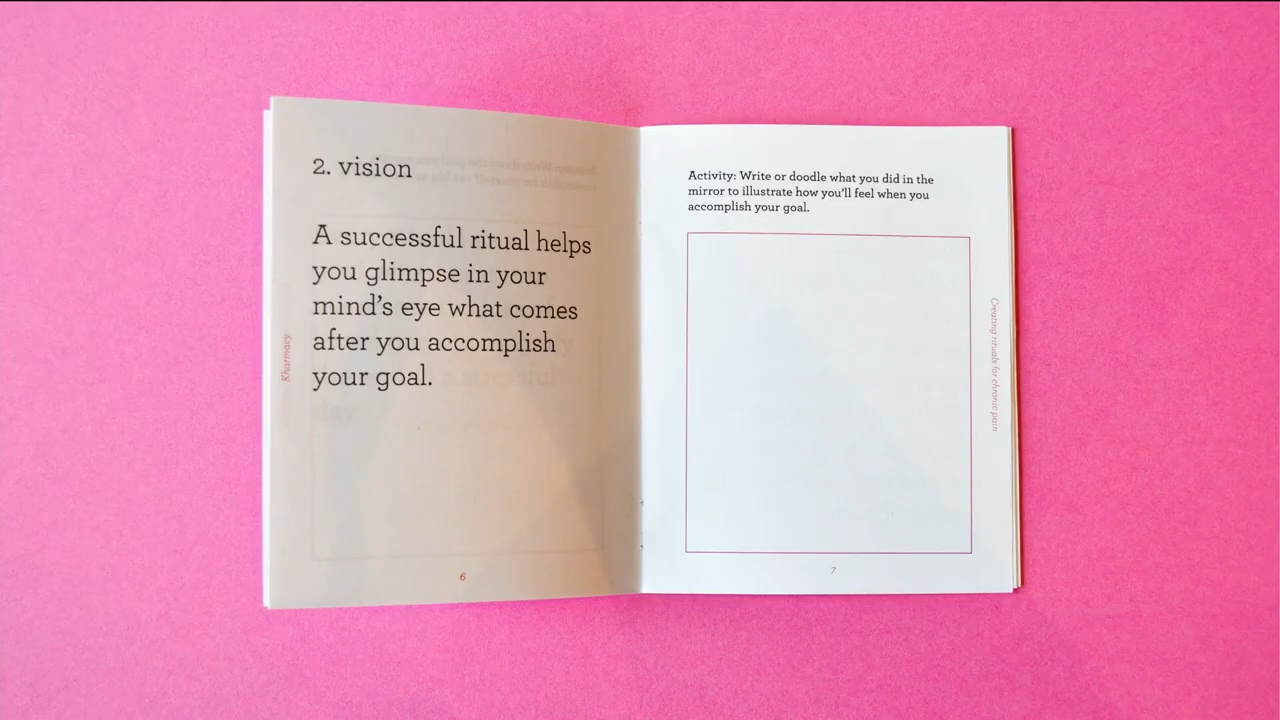 2. vision
A successful ritual helps
you glimpse in your
mind’s eye what comes
after you accomplish
your goal.
Kharmacy
6
Activity: Write or doodle what you did in the
mirror to illustrate how you’ll feel when you
accomplish your goal.
Creating rituals for chronic pain
7